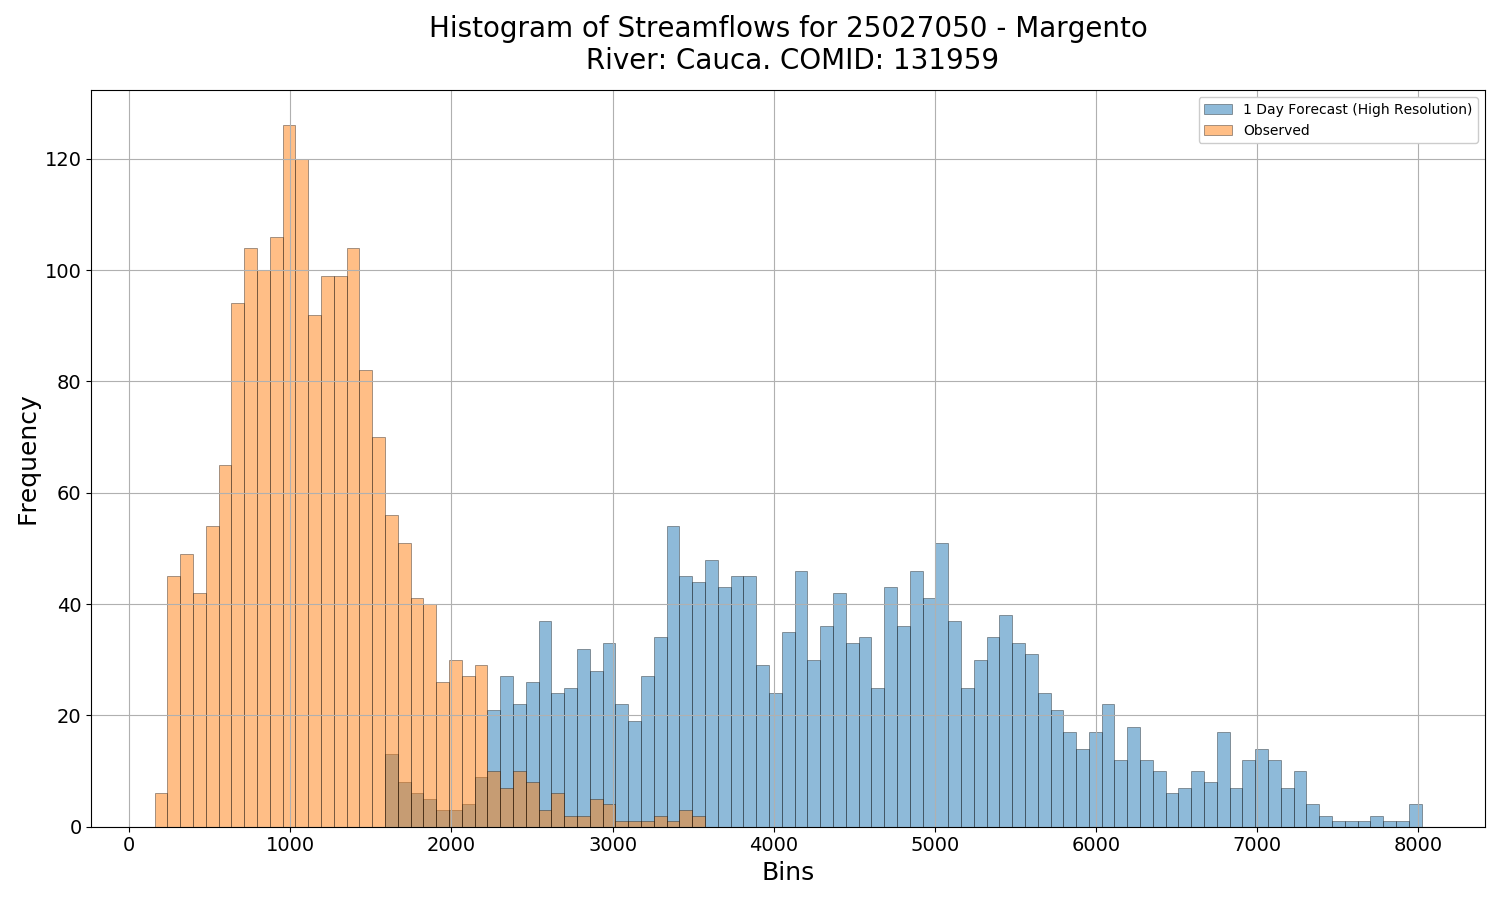 Histogram of Streamflows for 25027050 - Margento
River: Cauca. COMID: 131959
1 Day Forecast (High Resolution)
Observed
Frequency
120
100
80
60
40
20
0
0 1000 2000 3000 4000 5000 6000 7000 8000
Bins